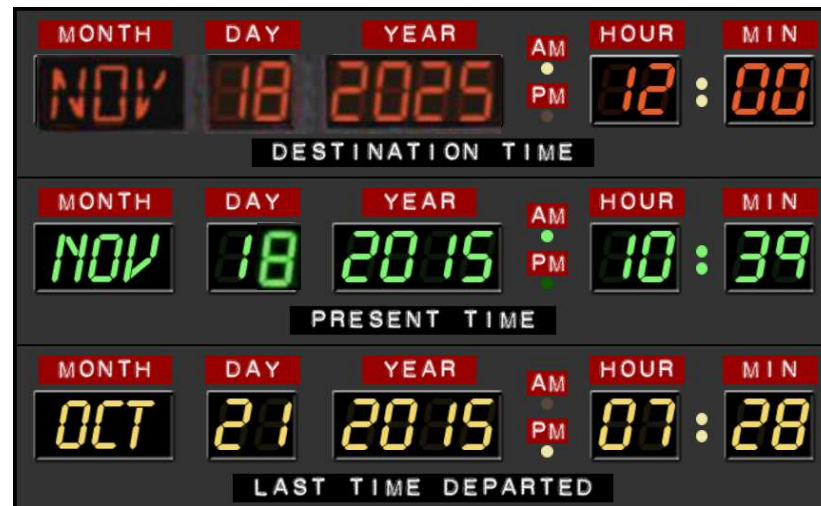 MONTH DAY YEAR AM HOUR MIN
NOV 18 2025 PM 12 : 00
DESTINATION TIME
MONTH DAY YEAR AM HOUR MIN
NOV 18 2015 PM 10 : 39
PRESENT TIME
MONTH DAY YEAR AM HOUR MIN
OCT 21 2015 PM 07 : 28
LAST TIME DEPARTED